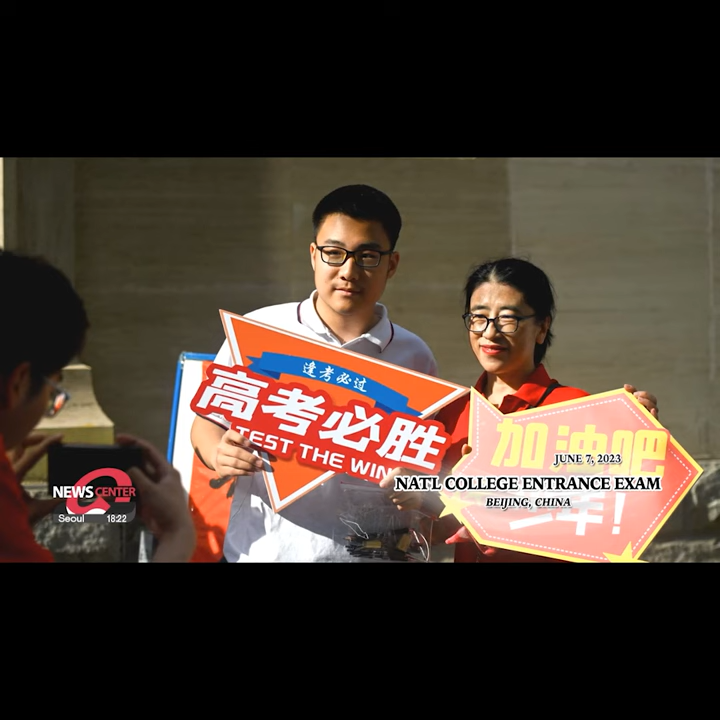 逢考必过
高考必胜
TEST THE WIN
加油吧
JUNE 7, 2023
NATL COLLEGE ENTRANCE EXAM
BEIJING, CHINA
NEWS CENTER
Seoul 18:22